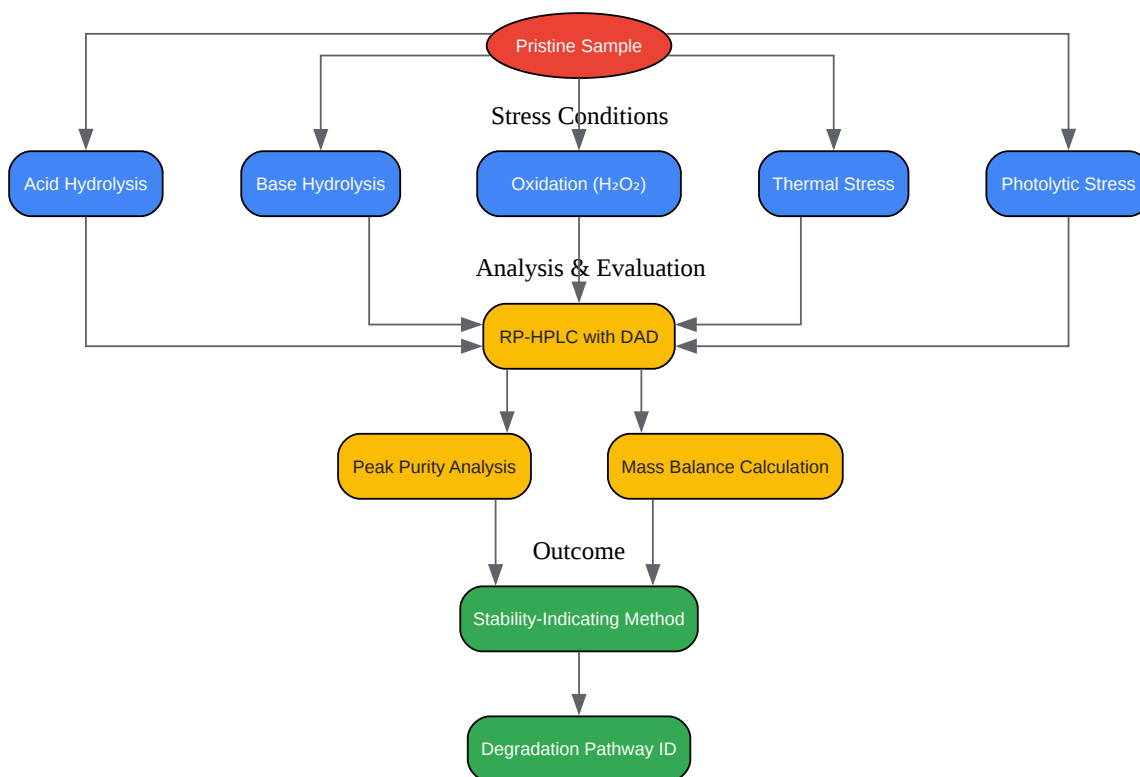 Pristine Sample
Stress Conditions
Acid Hydrolysis
Base Hydrolysis
Oxidation (H₂O₂)
Thermal Stress
Photolytic Stress
Analysis & Evaluation
RP-HPLC with DAD
Peak Purity Analysis
Mass Balance Calculation
Outcome
Stability-Indicating Method
Degradation Pathway ID